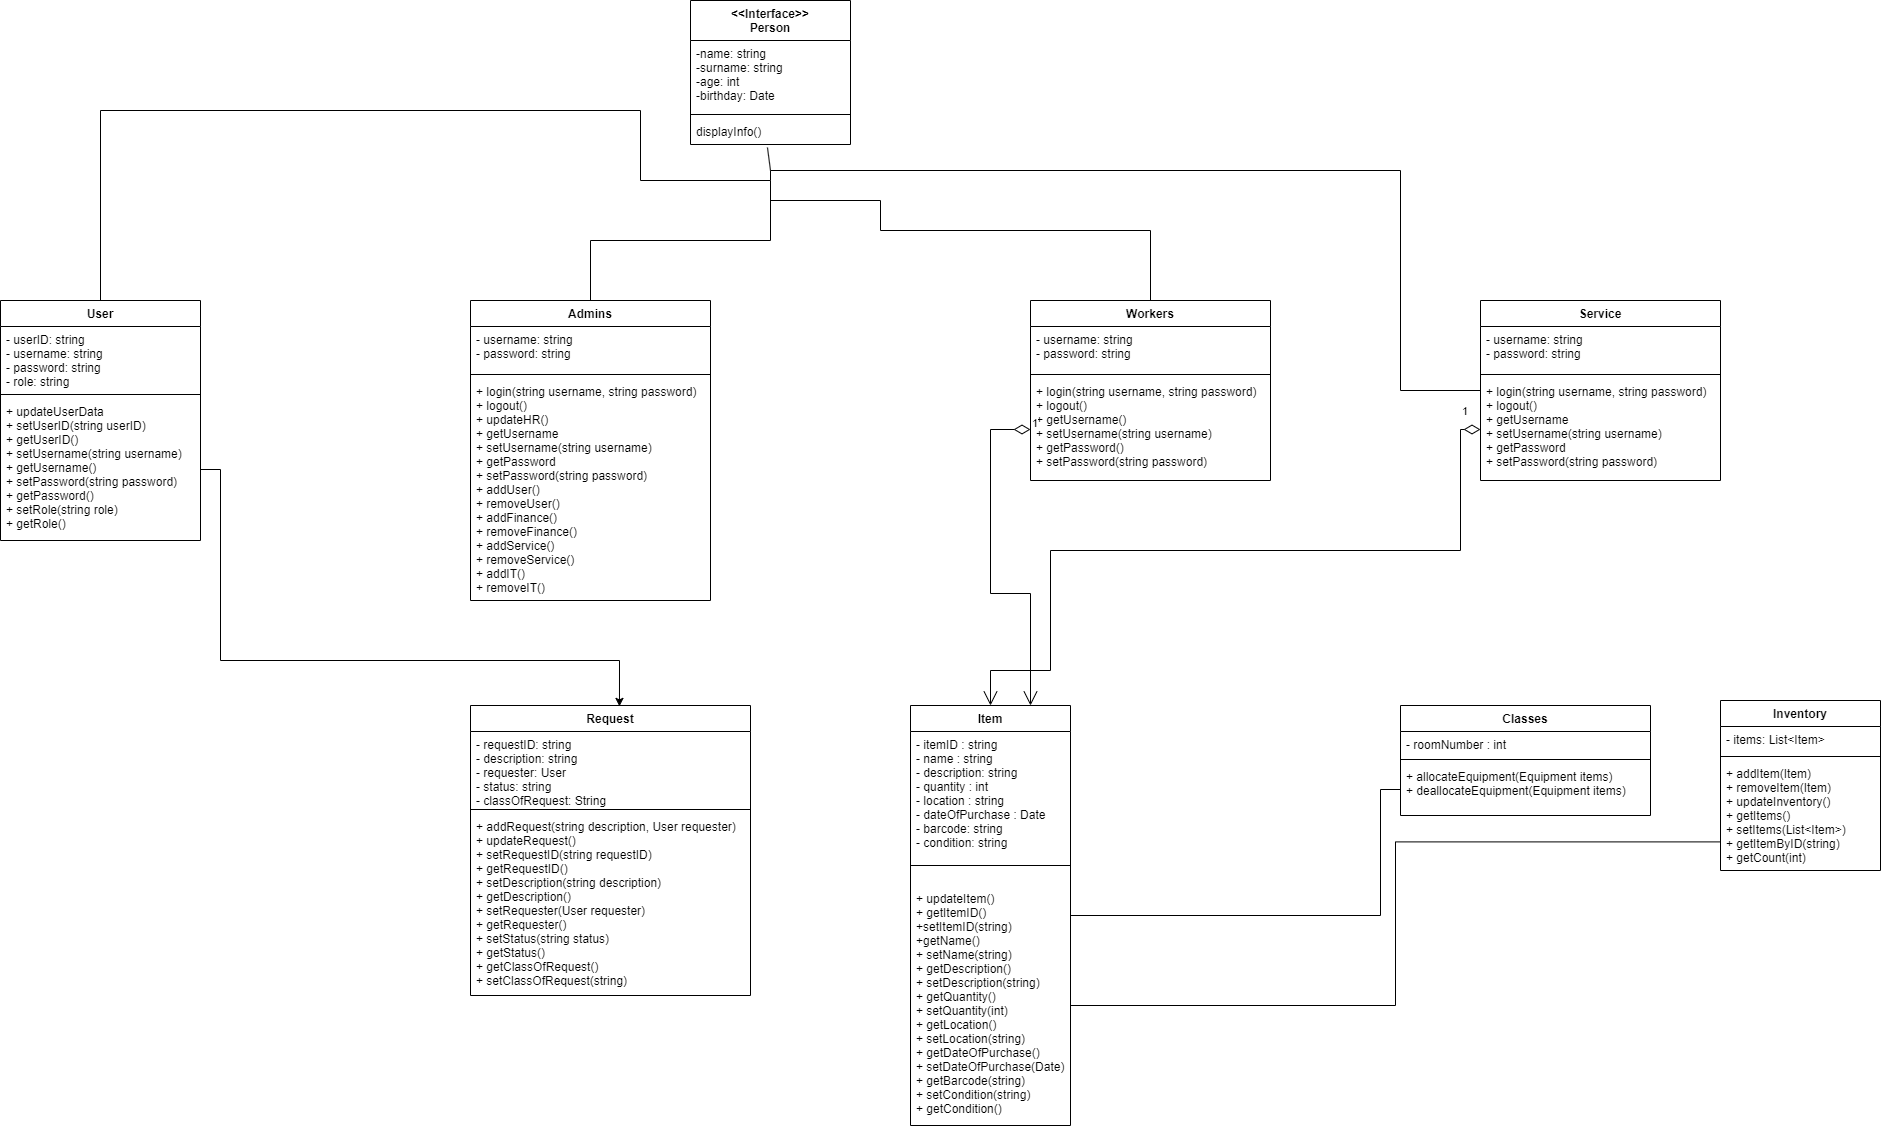 <<Interface>>
Person
-name: string
-surname: string
-age: int
-birthday: Date
displayInfo()
User
- userID: string
- username: string
- password: string
- role: string
+ updateUserData
+ setUserID(string userID)
+ getUserID()
+ setUsername(string username)
+ getUsername()
+ setPassword(string password)
+ getPassword()
+ setRole(string role)
+ getRole()
Admins
- username: string
- password: string
+ login(string username, string password)
+ logout()
+ updateHR()
+ getUsername
+ setUsername(string username)
+ getPassword
+ setPassword(string password)
+ addUser()
+ removeUser()
+ addFinance()
+ removeFinance()
+ addService()
+ removeService()
+ addIT()
+ removeIT()
Workers
- username: string
- password: string
+ login(string username, string password)
+ logout()
+ getUsername()
+ setUsername(string username)
+ getPassword()
+ setPassword(string password)
1
Service
- username: string
- password: string
+ login(string username, string password)
+ logout()
+ getUsername
+ setUsername(string username)
+ getPassword
+ setPassword(string password)
1
Request
- requestID: string
- description: string
- requester: User
- status: string
- classOfRequest: String
+ addRequest(string description, User requester)
+ updateRequest()
+ setRequestID(string requestID)
+ getRequestID()
+ setDescription(string description)
+ getDescription()
+ setRequester(User requester)
+ getRequester()
+ setStatus(string status)
+ getStatus()
+ getClassOfRequest()
+ setClassOfRequest(string)
Item
- itemID : string
- name : string
- description: string
- quantity : int
- location : string
- dateOfPurchase : Date
- barcode: string
- condition: string
+ updateItem()
+ getItemID()
+setItemID(string)
+getName()
+ setName(string)
+ getDescription()
+ setDescription(string)
+ getQuantity()
+ setQuantity(int)
+ getLocation()
+ setLocation(string)
+ getDateOfPurchase()
+ setDateOfPurchase(Date)
+ getBarcode(string)
+ setCondition(string)
+ getCondition()
Classes
- roomNumber : int
+ allocateEquipment(Equipment items)
+ deallocateEquipment(Equipment items)
Inventory
- items: List<Item>
+ addItem(Item)
+ removeItem(Item)
+ updateInventory()
+ getItems()
+ setItems(List<Item>)
+ getItemByID(string)
+ getCount(int)